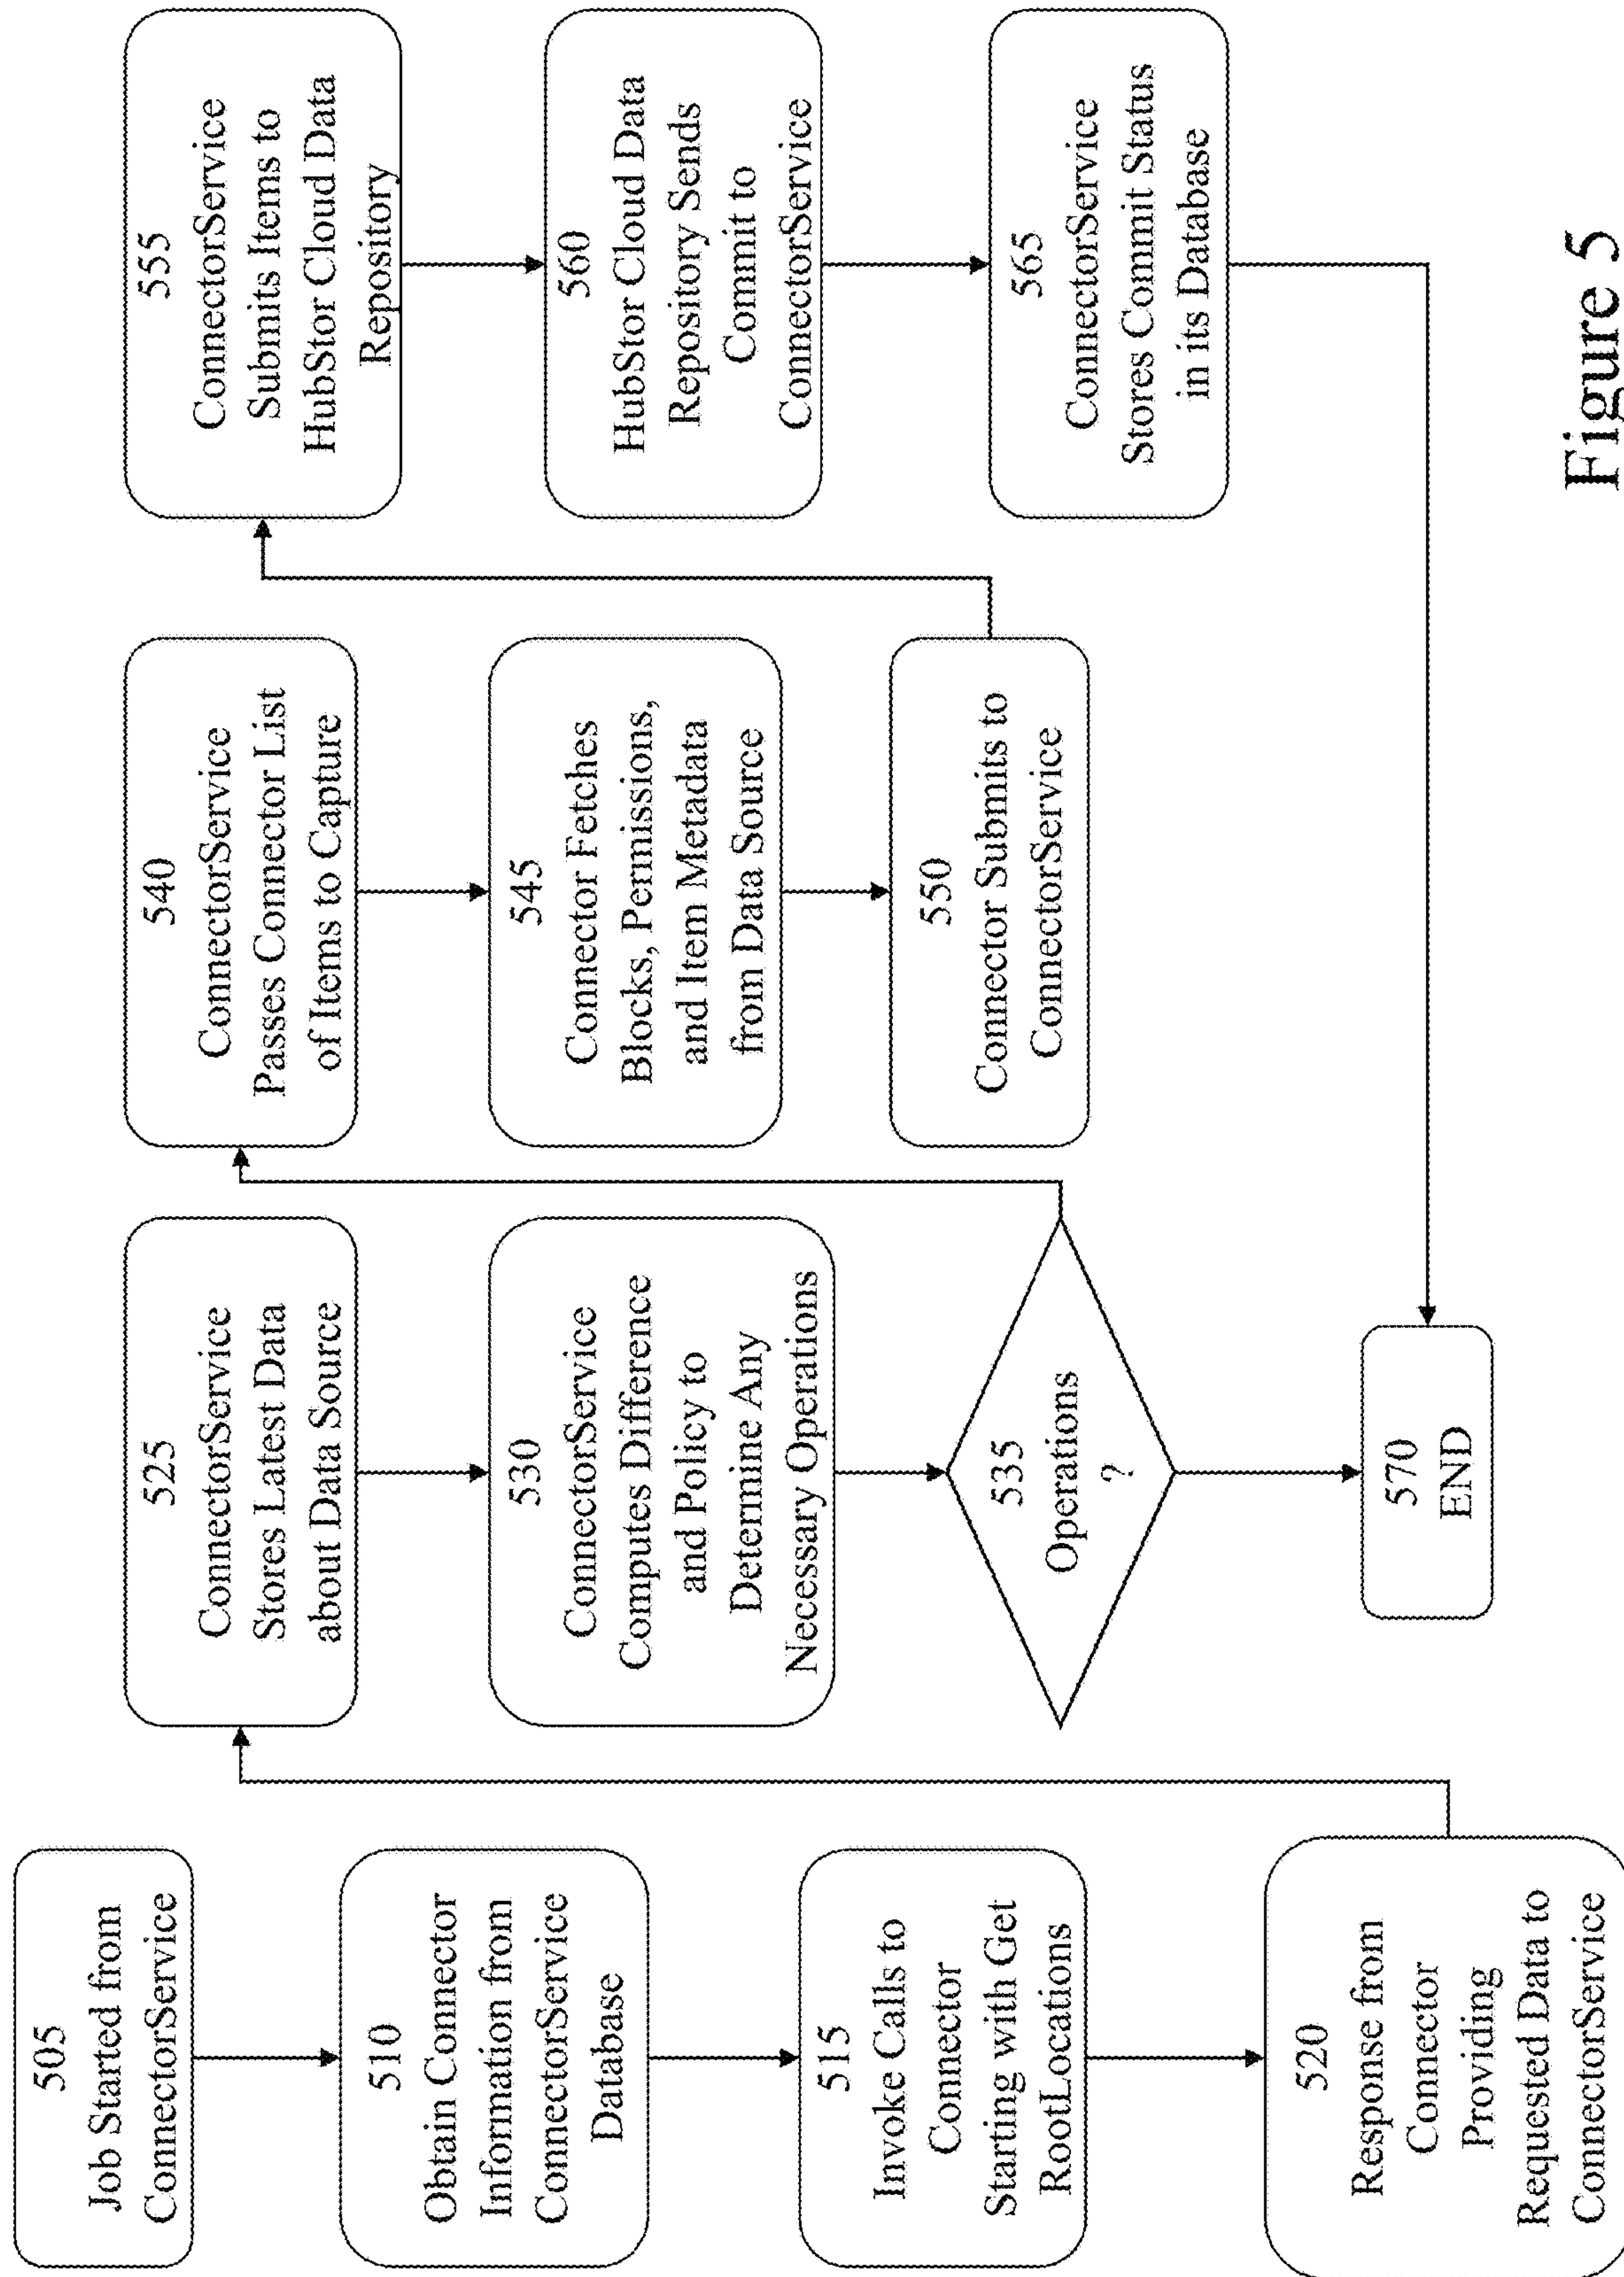 505
Job Started from
ConnectorService
510
Obtain Connector
Information from
ConnectorService
Database
515
Invoke Calls to
Connector
Starting with Get
RootLocations
520
Response from
Connector
Providing
Requested Data to
ConnectorService
525
ConnectorService
Stores Latest Data
about Data Source
530
ConnectorService
Computes Difference
and Policy to
Determine Any
Necessary Operations
535
Operations
?
570
END
540
ConnectorService
Passes Connector List
of Items to Capture
545
Connector Fetches
Blocks, Permissions,
and Item Metadata
from Data Source
550
Connector Submits to
ConnectorService
555
ConnectorService
Submits Items to
HubStor Cloud Data
Repository
560
HubStor Cloud Data
Repository Sends
Commit to
ConnectorService
565
ConnectorService
Stores Commit Status
in its Database
Figure 5